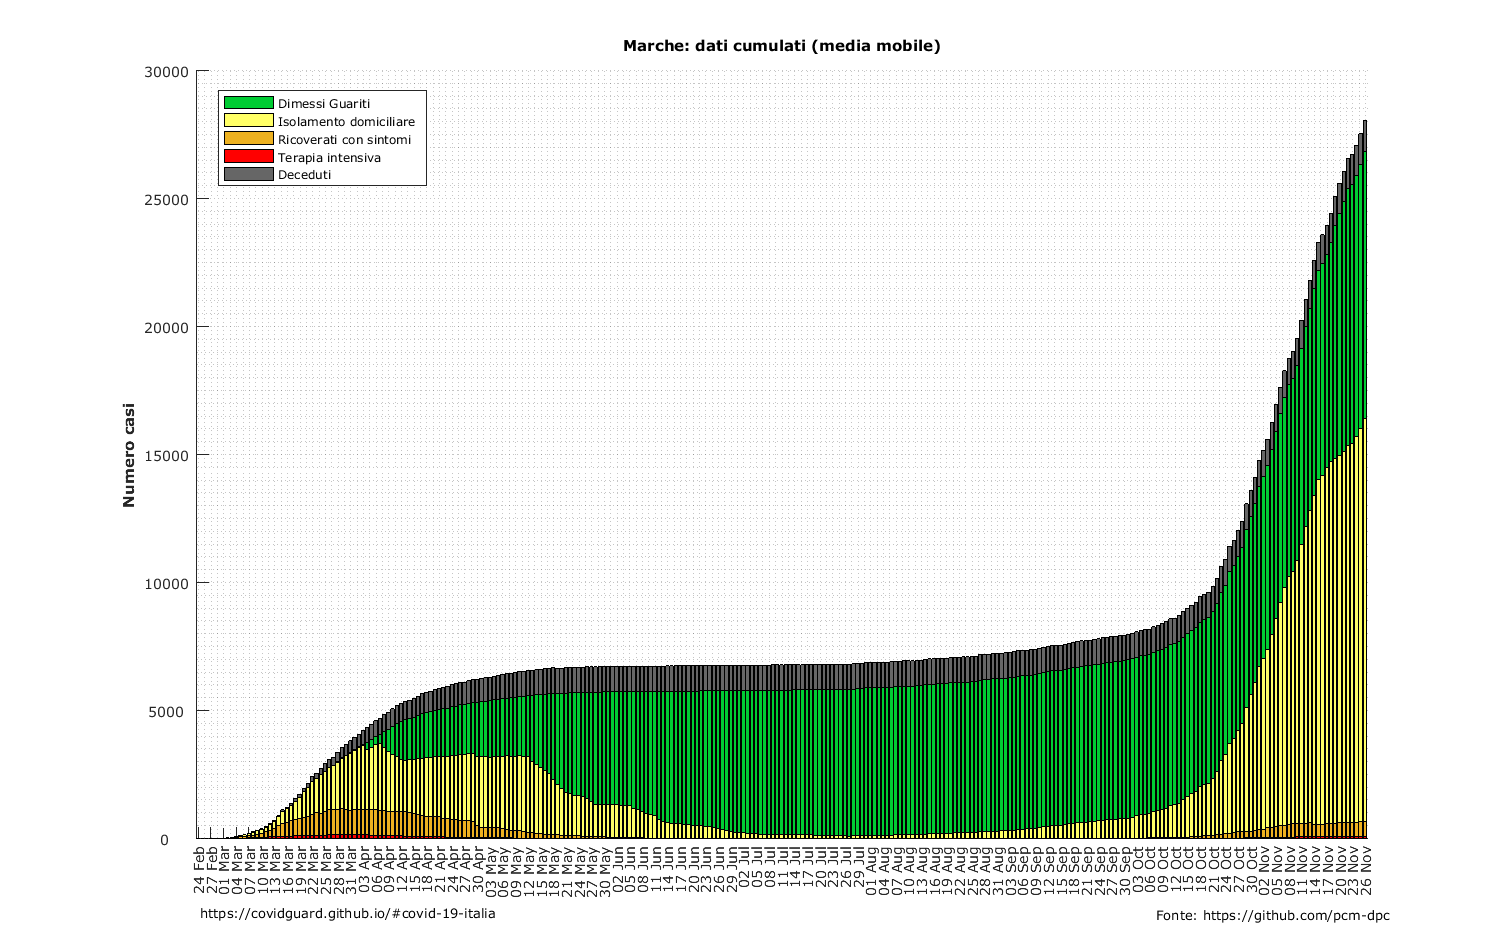 Marche: dati cumulati (media mobile)
30000
25000
20000
15000
10000
5000
0
Numero casi
Dimessi Guariti
Isolamento domiciliare
Ricoverati con sintomi
Terapia intensiva
Deceduti
24 Feb
27 Feb
01 Mar
04 Mar
07 Mar
10 Mar
13 Mar
16 Mar
19 Mar
22 Mar
25 Mar
28 Mar
31 Mar
03 Apr
06 Apr
09 Apr
12 Apr
15 Apr
18 Apr
21 Apr
24 Apr
27 Apr
30 Apr
03 May
06 May
09 May
12 May
15 May
18 May
21 May
24 May
27 May
30 May
02 Jun
05 Jun
08 Jun
11 Jun
14 Jun
17 Jun
20 Jun
23 Jun
26 Jun
29 Jun
02 Jul
05 Jul
08 Jul
11 Jul
14 Jul
17 Jul
20 Jul
23 Jul
26 Jul
29 Jul
01 Aug
04 Aug
07 Aug
10 Aug
13 Aug
16 Aug
19 Aug
22 Aug
25 Aug
28 Aug
31 Aug
03 Sep
06 Sep
09 Sep
12 Sep
15 Sep
18 Sep
21 Sep
24 Sep
27 Sep
30 Sep
03 Oct
06 Oct
09 Oct
12 Oct
15 Oct
18 Oct
21 Oct
24 Oct
27 Oct
30 Oct
02 Nov
05 Nov
08 Nov
11 Nov
14 Nov
17 Nov
20 Nov
23 Nov
26 Nov
https://covidguard.github.io/#covid-19-italia
Fonte: https://github.com/pcm-dpc